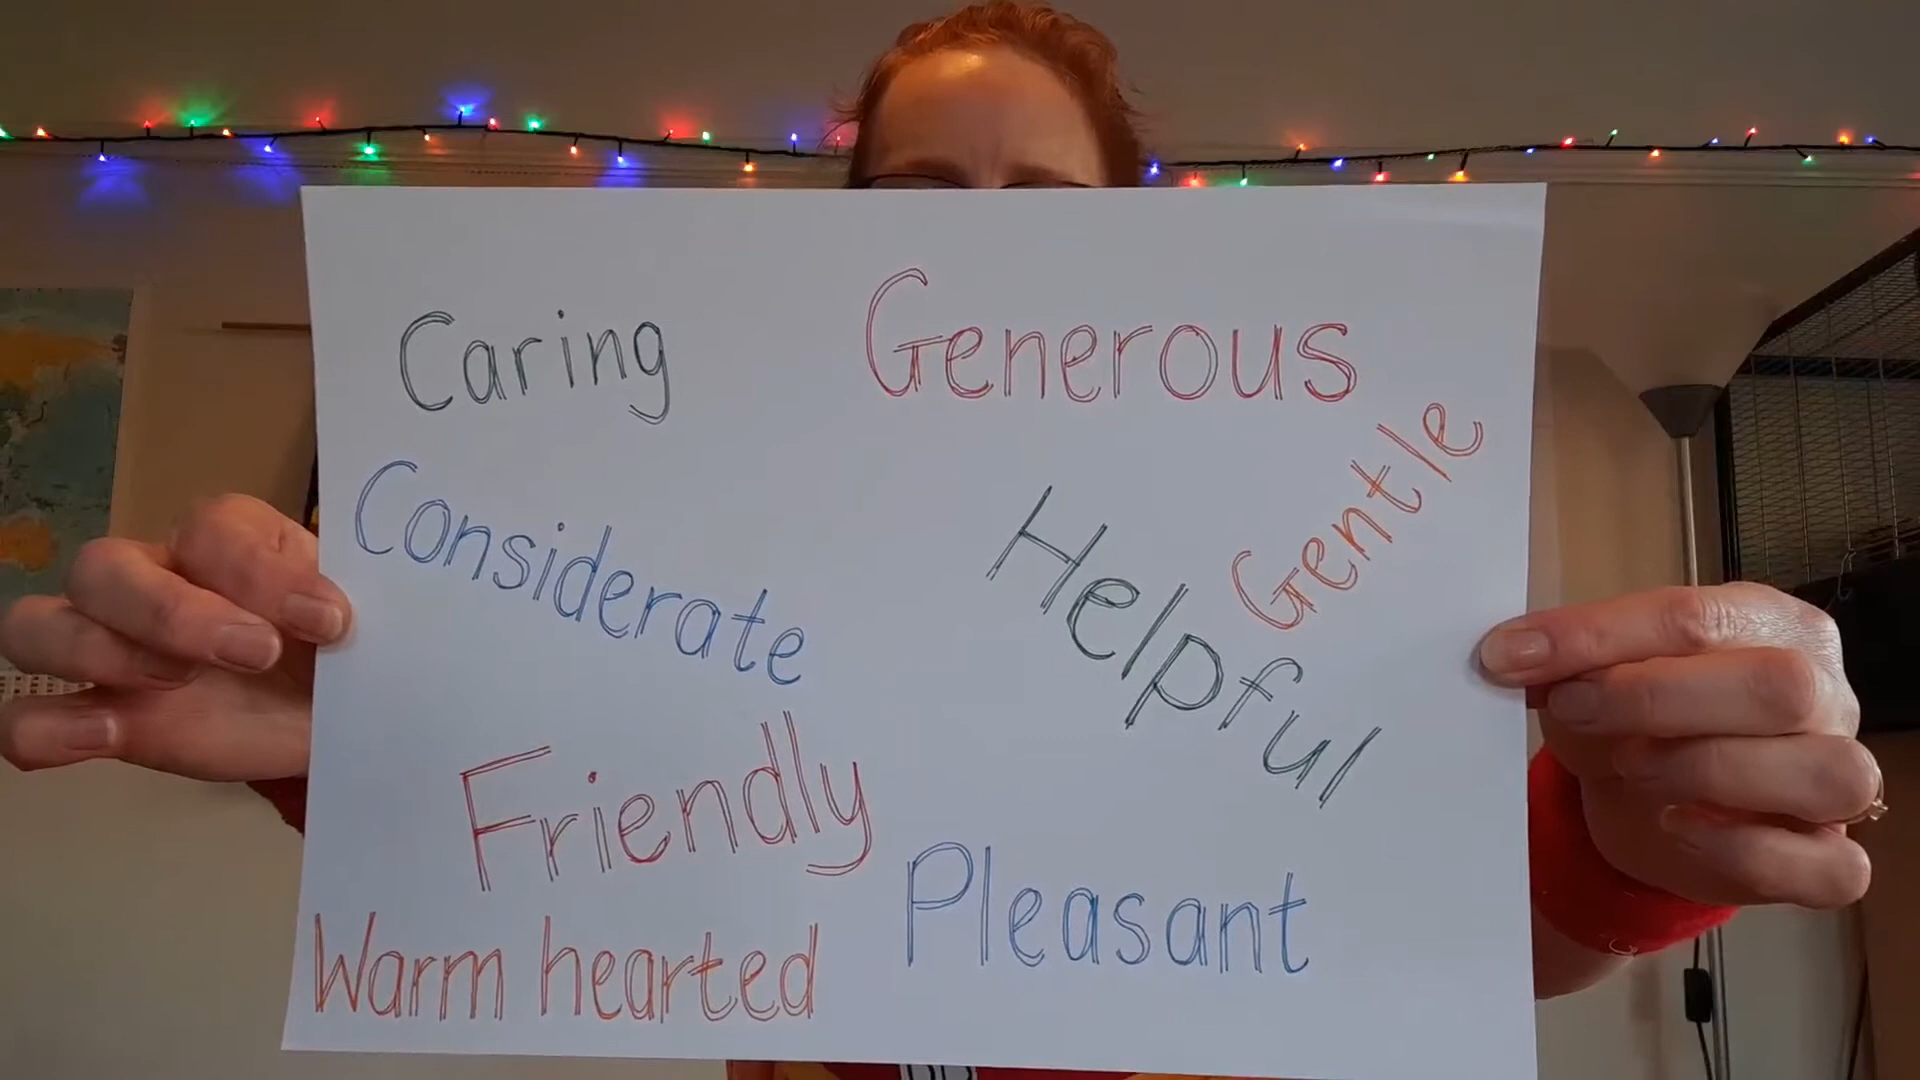 Caring
Generous
Considerate
Gentle
Helpful
Friendly
Pleasant
Warm hearted